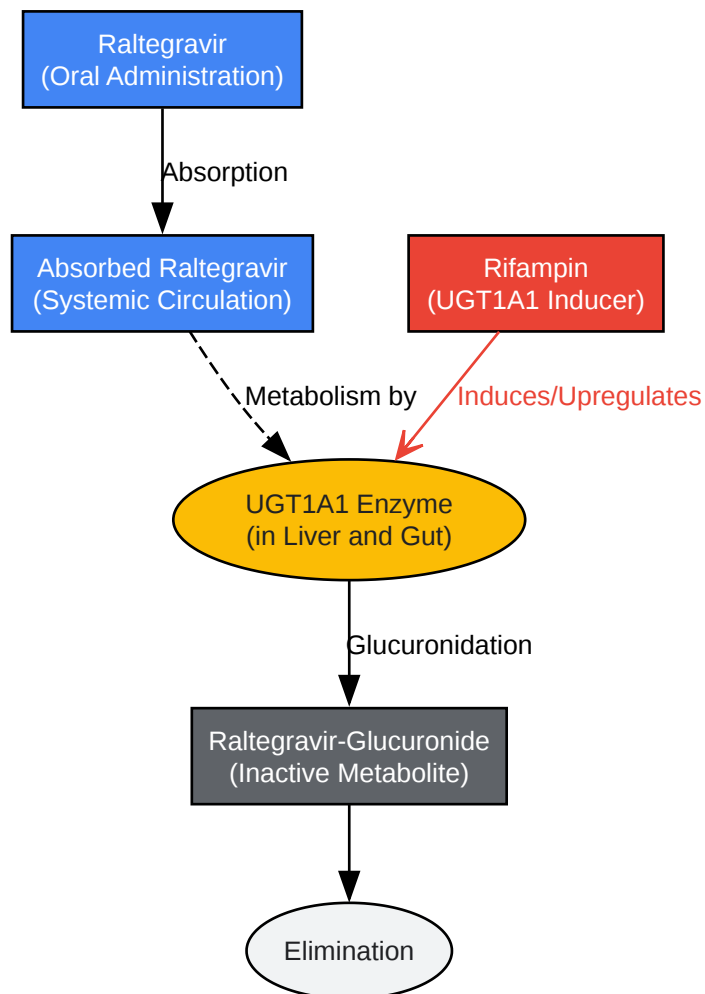 Raltegravir
(Oral Administration)
Absorption
Absorbed Raltegravir
(Systemic Circulation)
Rifampin
(UGT1A1 Inducer)
Metabolism by
Induces/Upregulates
UGT1A1 Enzyme
(in Liver and Gut)
Glucuronidation
Raltegravir-Glucuronide
(Inactive Metabolite)
Elimination